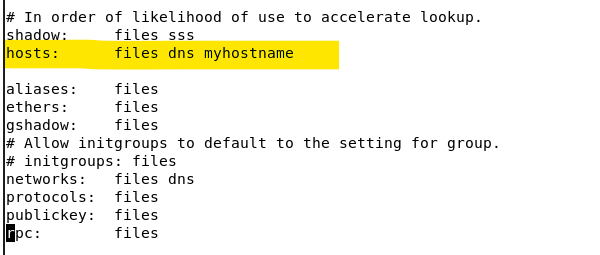 # In order of likelihood of use to accelerate lookup.
shadow:     files sss
hosts:      files dns myhostname
aliases:    files
ethers:     files
gshadow:    files
# Allow initgroups to default to the setting for group.
# initgroups: files
networks:   files dns
protocols:  files
publickey:  files
rpc:        files